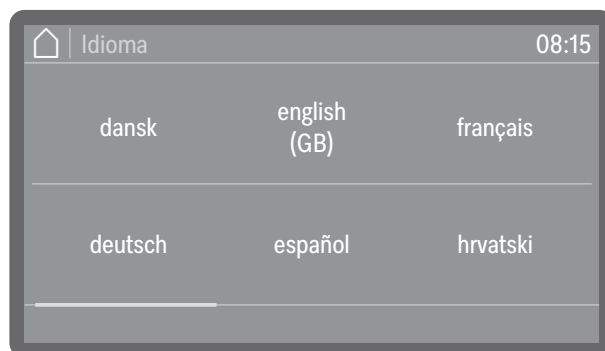 Idioma 08:15
dansk
english
(GB)
français
deutsch
español
hrvatski